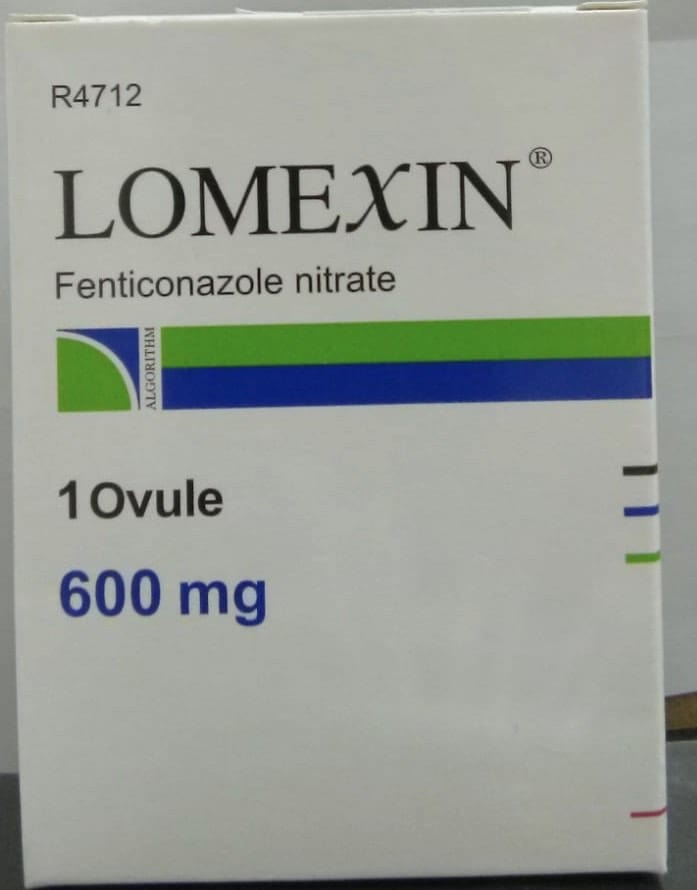 R4712
LOMEXIN®
Fenticonazole nitrate
ALGORITHM
1 Ovule
600 mg